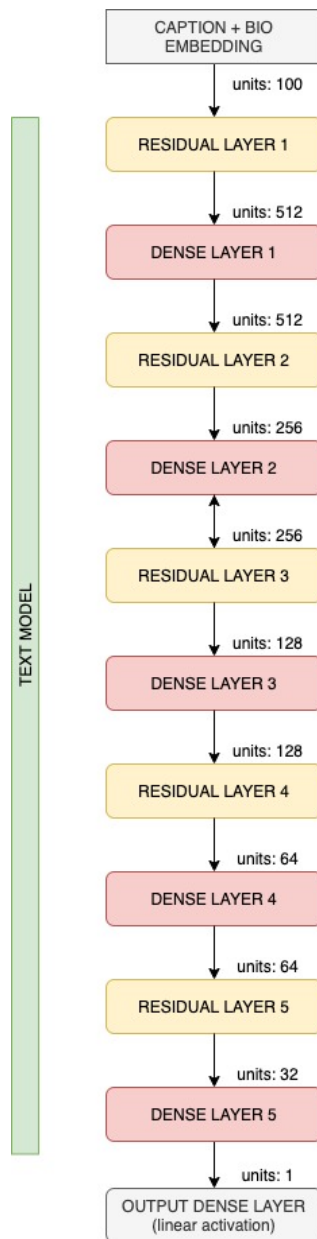 CAPTION + BIO
EMBEDDING
units: 100
RESIDUAL LAYER 1
units: 512
DENSE LAYER 1
units: 512
RESIDUAL LAYER 2
units: 256
DENSE LAYER 2
units: 256
RESIDUAL LAYER 3
units: 128
DENSE LAYER 3
units: 128
RESIDUAL LAYER 4
units: 64
DENSE LAYER 4
units: 64
RESIDUAL LAYER 5
units: 32
DENSE LAYER 5
units: 1
OUTPUT DENSE LAYER
(linear activation)
TEXT MODEL